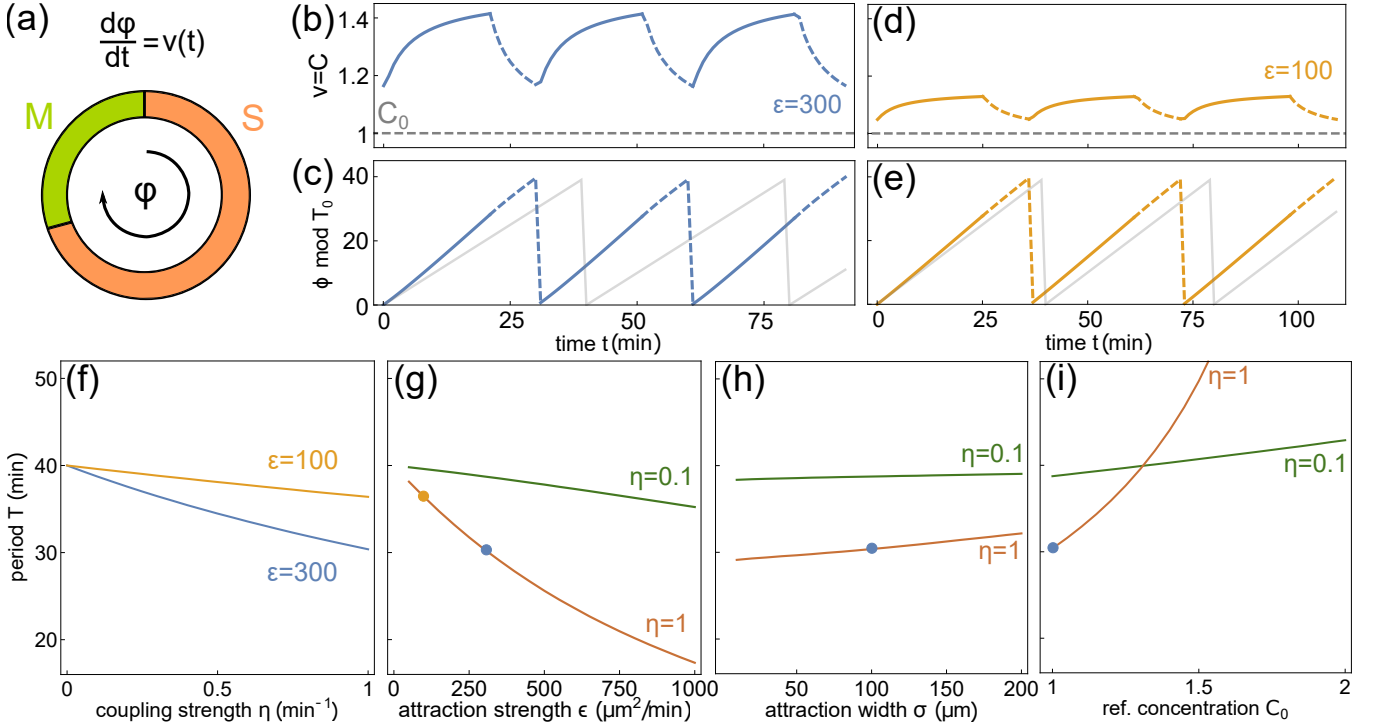 (a)
dφ
dt
=v(t)
M
S
φ
(b)
v=C
1.4
1.2
1
C₀
ε=300
(c)
ϕ mod T₀
40
20
0
0
25
50
75
time t (min)
(d)
ε=100
(e)
0
25
50
75
100
time t (min)
(f)
period T (min)
50
40
30
20
ε=100
ε=300
0
0.5
1
coupling strength η (min⁻¹)
(g)
η=0.1
η=1
0
250
500
750
1000
attraction strength ϵ (μm²/min)
(h)
η=0.1
η=1
50
100
150
200
attraction width σ (μm)
(i)
η=1
η=0.1
1
1.5
2
ref. concentration C₀